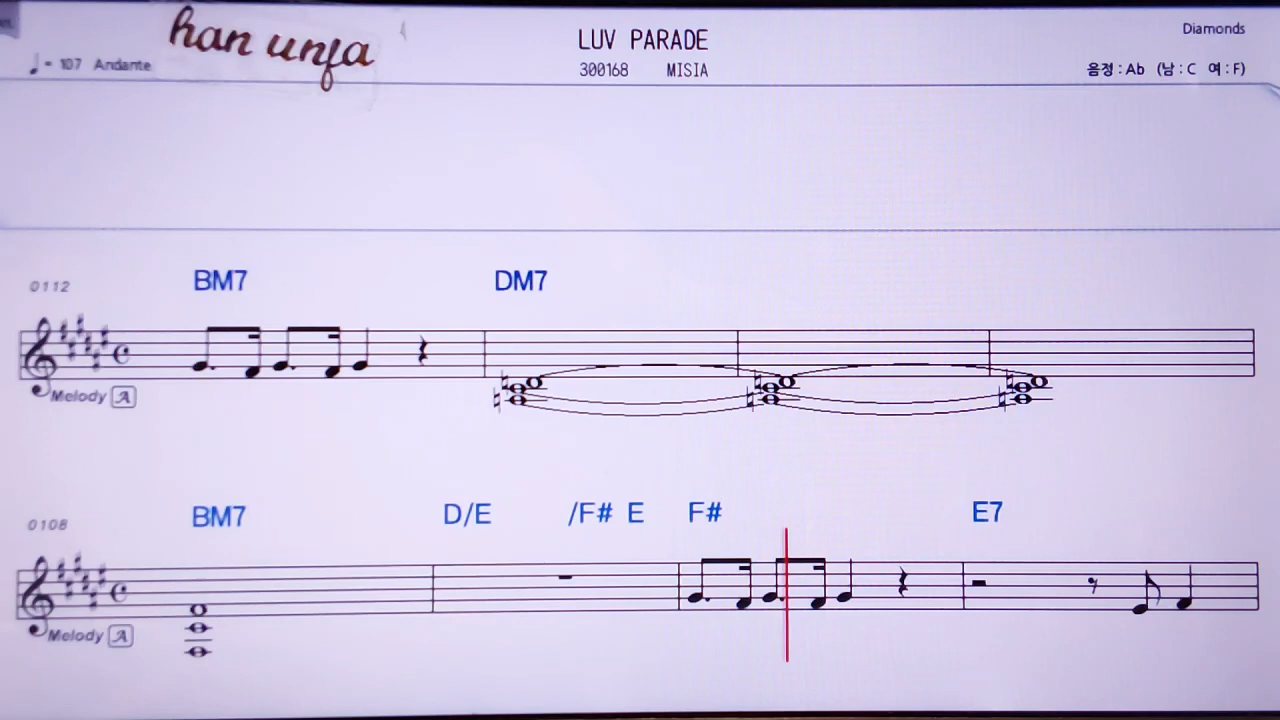 han unfa
LUV PARADE
Diamonds
♩= 107 Andante
300168 MISIA
음정 : Ab (남 : C 여 : F)
0112
BM7 DM7
Melody A
0108
BM7 D/E /F# E F# E7
Melody A